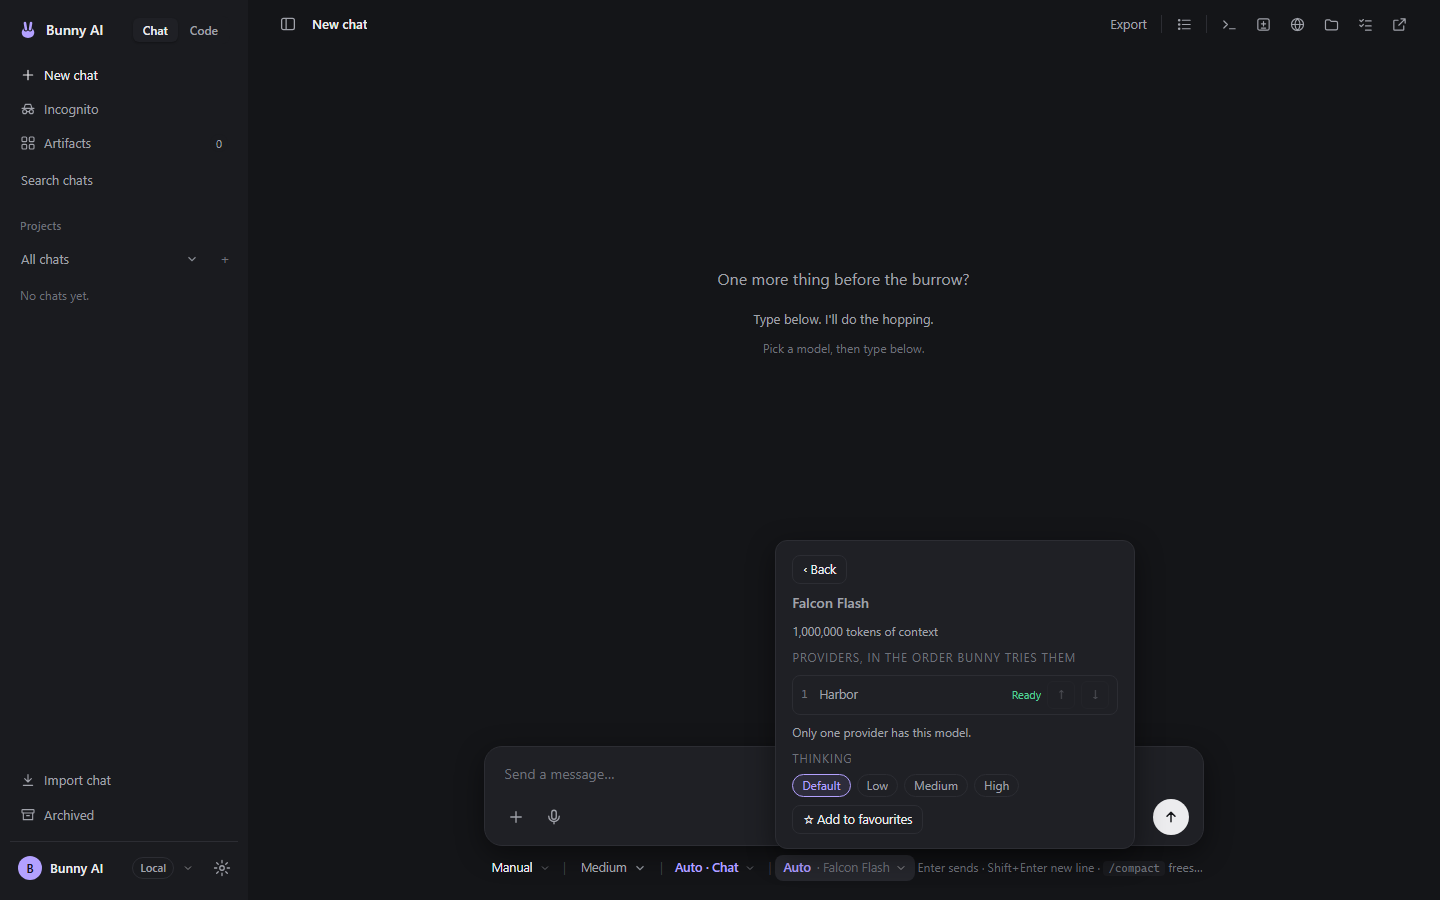 Bunny AI
Chat
Code
New chat
Incognito
Artifacts
0
Search chats
Projects
All chats
+
No chats yet.
Import chat
Archived
B
Bunny AI
Local
New chat
Export
One more thing before the burrow?
Type below. I'll do the hopping.
Pick a model, then type below.
‹ Back
Falcon Flash
1,000,000 tokens of context
PROVIDERS, IN THE ORDER BUNNY TRIES THEM
1 Harbor Ready ↑ ↓
Only one provider has this model.
THINKING
Default Low Medium High
☆ Add to favourites
Send a message...
Manual
Medium
Auto · Chat
Auto · Falcon Flash
Enter sends · Shift+Enter new line · /compact frees...